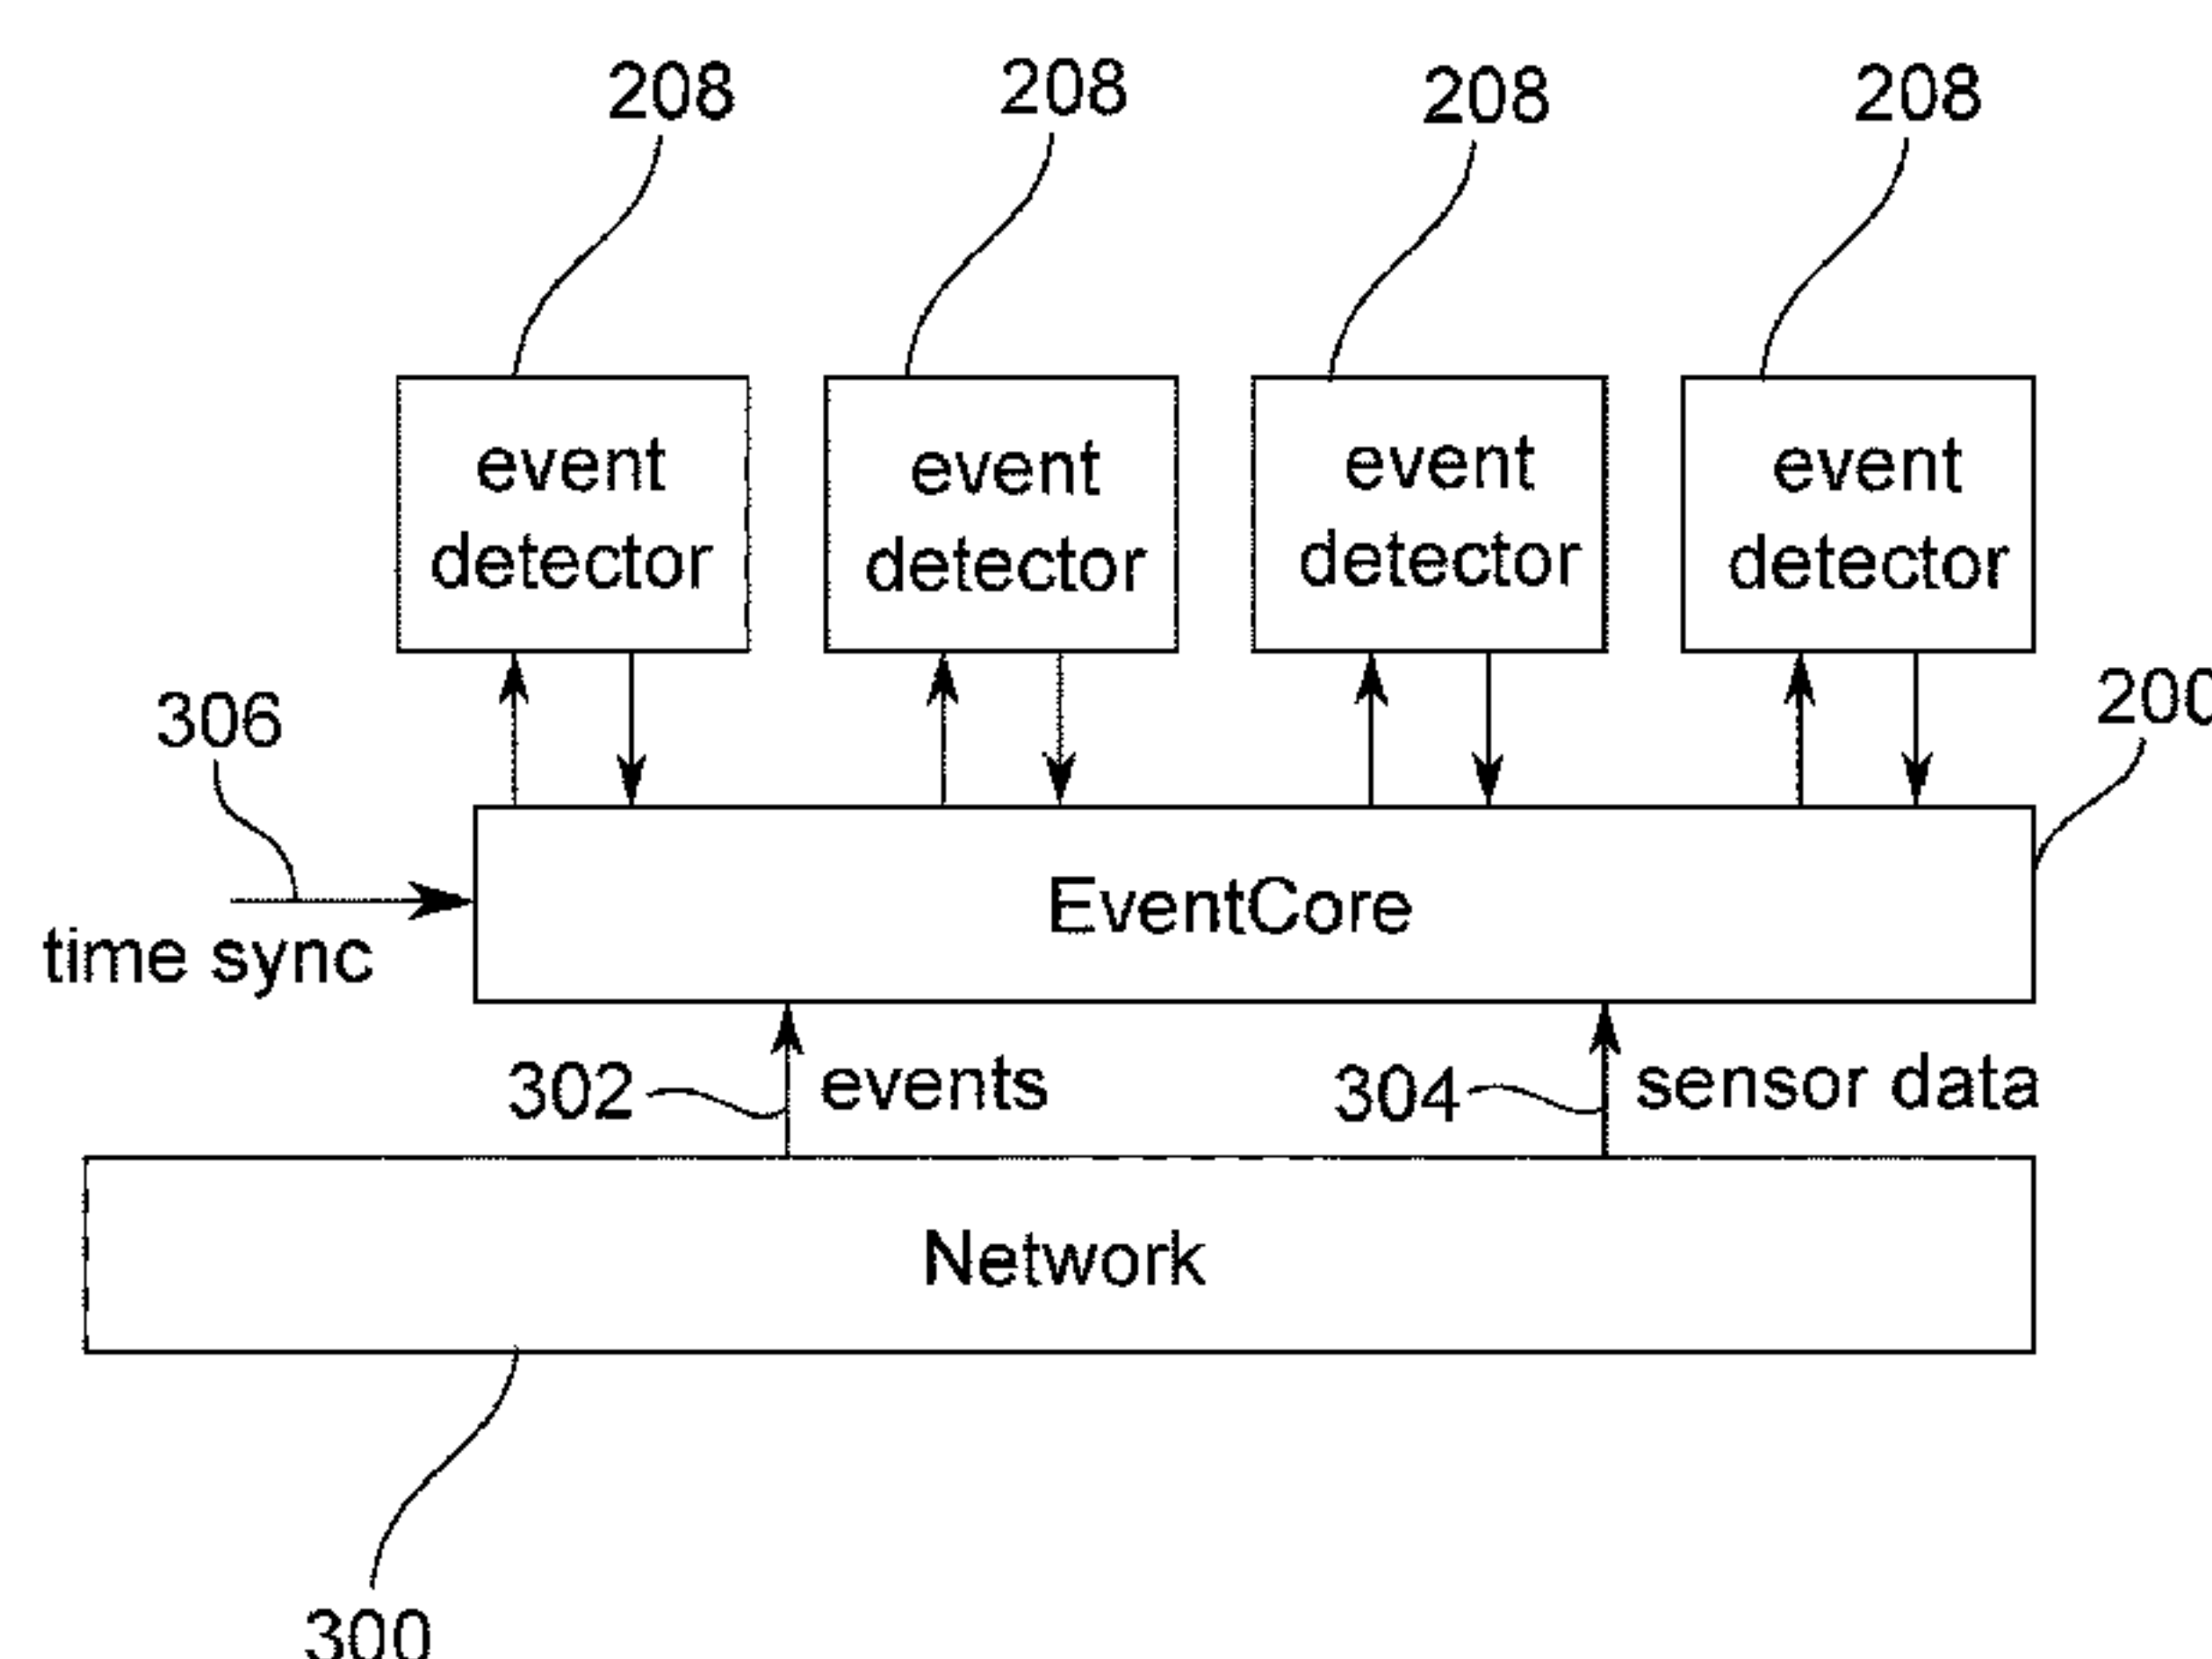 208 208 208 208
event event event event
detector detector detector detector
306
200
EventCore
time sync
302 events 304 sensor data
Network
300